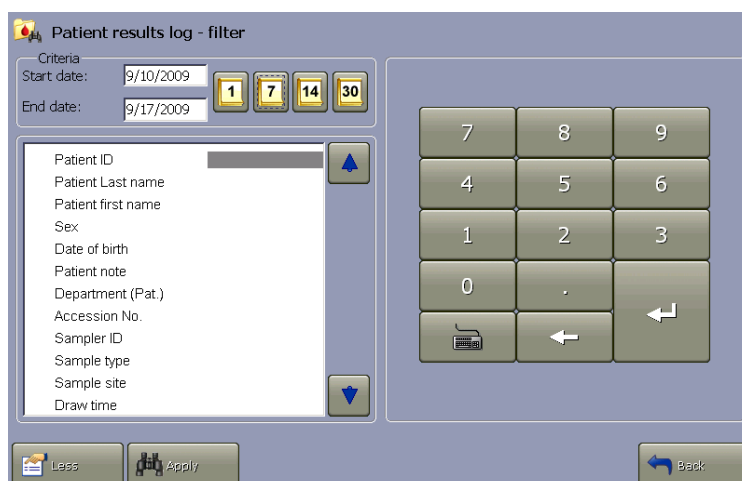 Patient results log - filter
Criteria
Start date: 9/10/2009
End date: 9/17/2009
1 7 14 30
Patient ID
Patient Last name
Patient first name
Sex
Date of birth
Patient note
Department (Pat.)
Accession No.
Sampler ID
Sample type
Sample site
Draw time
7 8 9
4 5 6
1 2 3
0 .
Less Apply Back